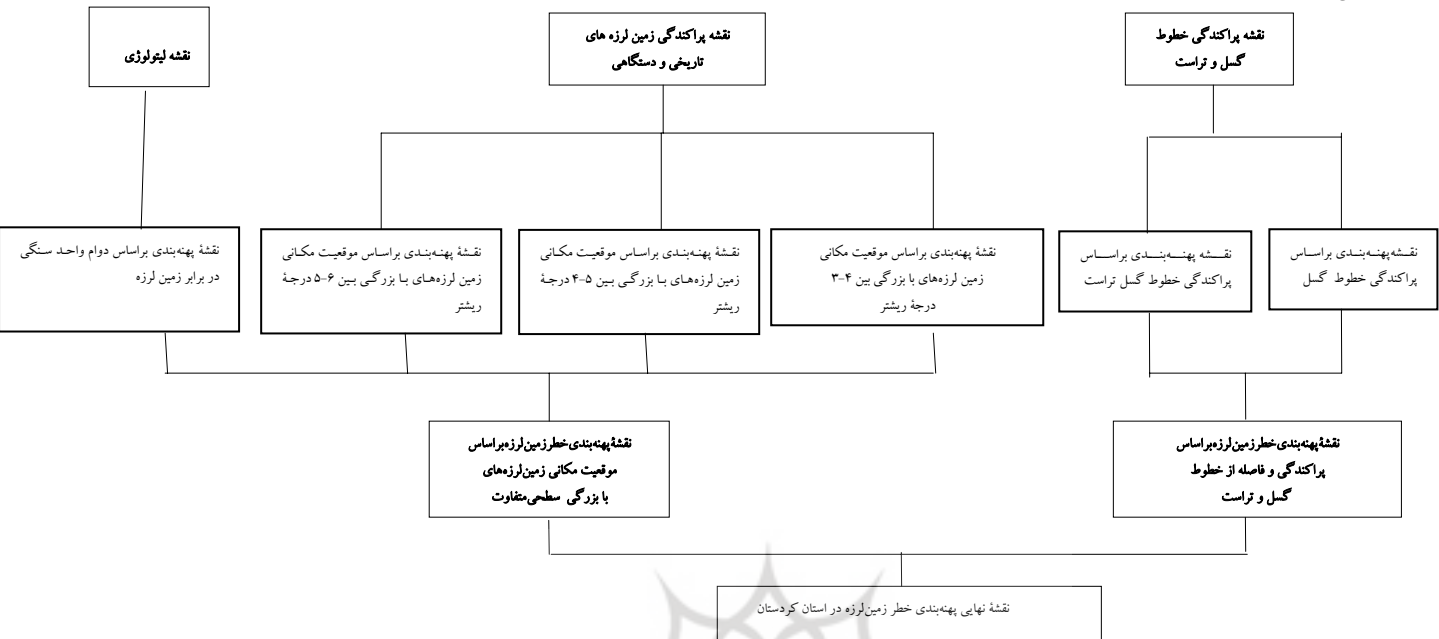 نقشه پراکندگی خطوط
گسل و تراست
نقشه پراکندگی زمین لرزه های
تاریخی و دستگاهی
نقشه لیتولوژی
نقشه پهنه‌بندی براساس
پراکندگی خطوط گسل
نقشه پهنه‌بندی براساس
پراکندگی خطوط گسل تراست
نقشهٔ پهنه‌بندی براساس موقعیت مکانی
زمین لرزه‌های با بزرگی بین ۴-۳
درجهٔ ریشتر
نقشهٔ پهنه‌بندی براساس موقعیت مکانی
زمین لرزه‌های با بزرگی بین ۵-۴ درجهٔ
ریشتر
نقشهٔ پهنه‌بندی براساس موقعیت مکانی
زمین لرزه‌های با بزرگی بین ۶-۵ درجهٔ
ریشتر
نقشهٔ پهنه‌بندی براساس دوام واحد سنگی
در برابر زمین لرزه
نقشهٔ پهنه‌بندی خطر زمین‌لرزه براساس
پراکندگی و فاصله از خطوط
گسل و تراست
نقشهٔ پهنه‌بندی خطر زمین‌لرزه براساس
موقعیت مکانی زمین‌لرزه‌های
با بزرگی سطحی متفاوت
نقشهٔ نهایی پهنه‌بندی خطر زمین‌لرزه در استان کردستان